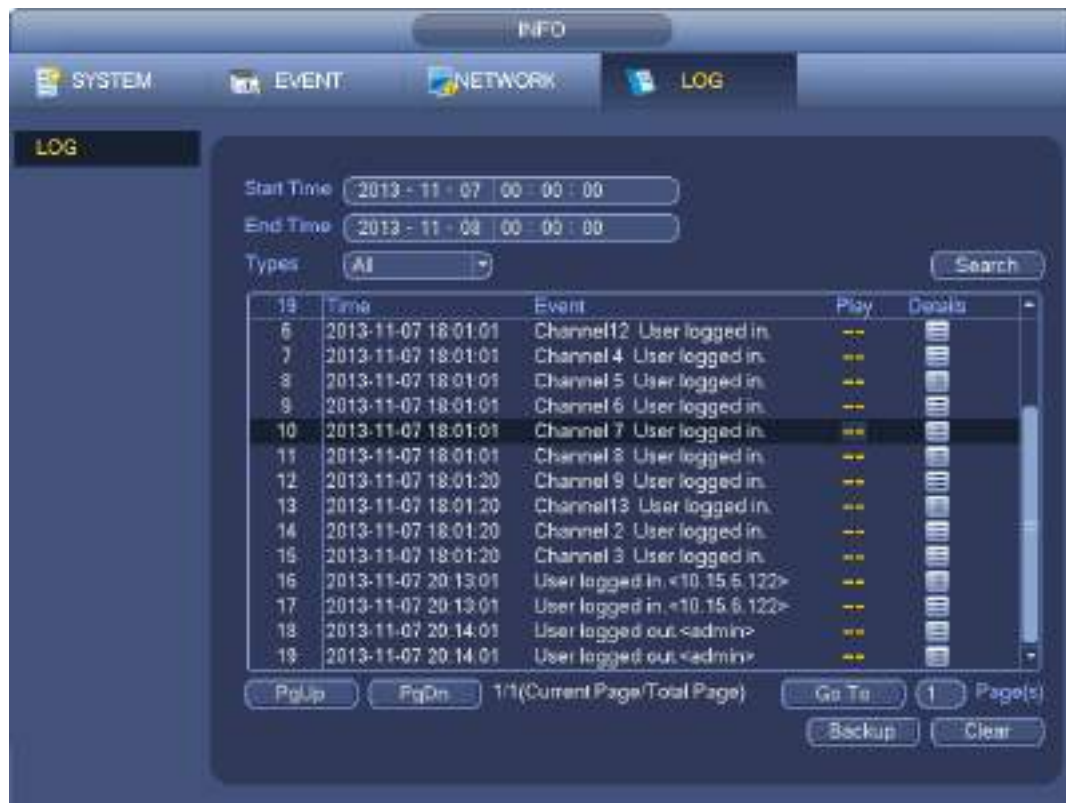 INFO
SYSTEM EVENT NETWORK LOG
LOG
Start Time 2013 - 11 - 07 00 : 00 : 00
End Time 2013 - 11 - 08 00 : 00 : 00
Types All Search
19 Time Event Play Details
6 2013-11-07 18:01:01 Channel12 User logged in. --
7 2013-11-07 18:01:01 Channel 4 User logged in. --
8 2013-11-07 18:01:01 Channel 5 User logged in. --
9 2013-11-07 18:01:01 Channel 6 User logged in. --
10 2013-11-07 18:01:01 Channel 7 User logged in. --
11 2013-11-07 18:01:01 Channel 8 User logged in. --
12 2013-11-07 18:01:20 Channel 9 User logged in. --
13 2013-11-07 18:01:20 Channel13 User logged in. --
14 2013-11-07 18:01:20 Channel 2 User logged in. --
15 2013-11-07 18:01:20 Channel 3 User logged in. --
16 2013-11-07 20:13:01 User logged in.<10.15.6.122> --
17 2013-11-07 20:13:01 User logged in.<10.15.6.122> --
18 2013-11-07 20:14:01 User logged out.<admin> --
19 2013-11-07 20:14:01 User logged out.<admin> --
PgUp PgDn 1/1(Current Page/Total Page) Go To 1 Page(s)
Backup Clear